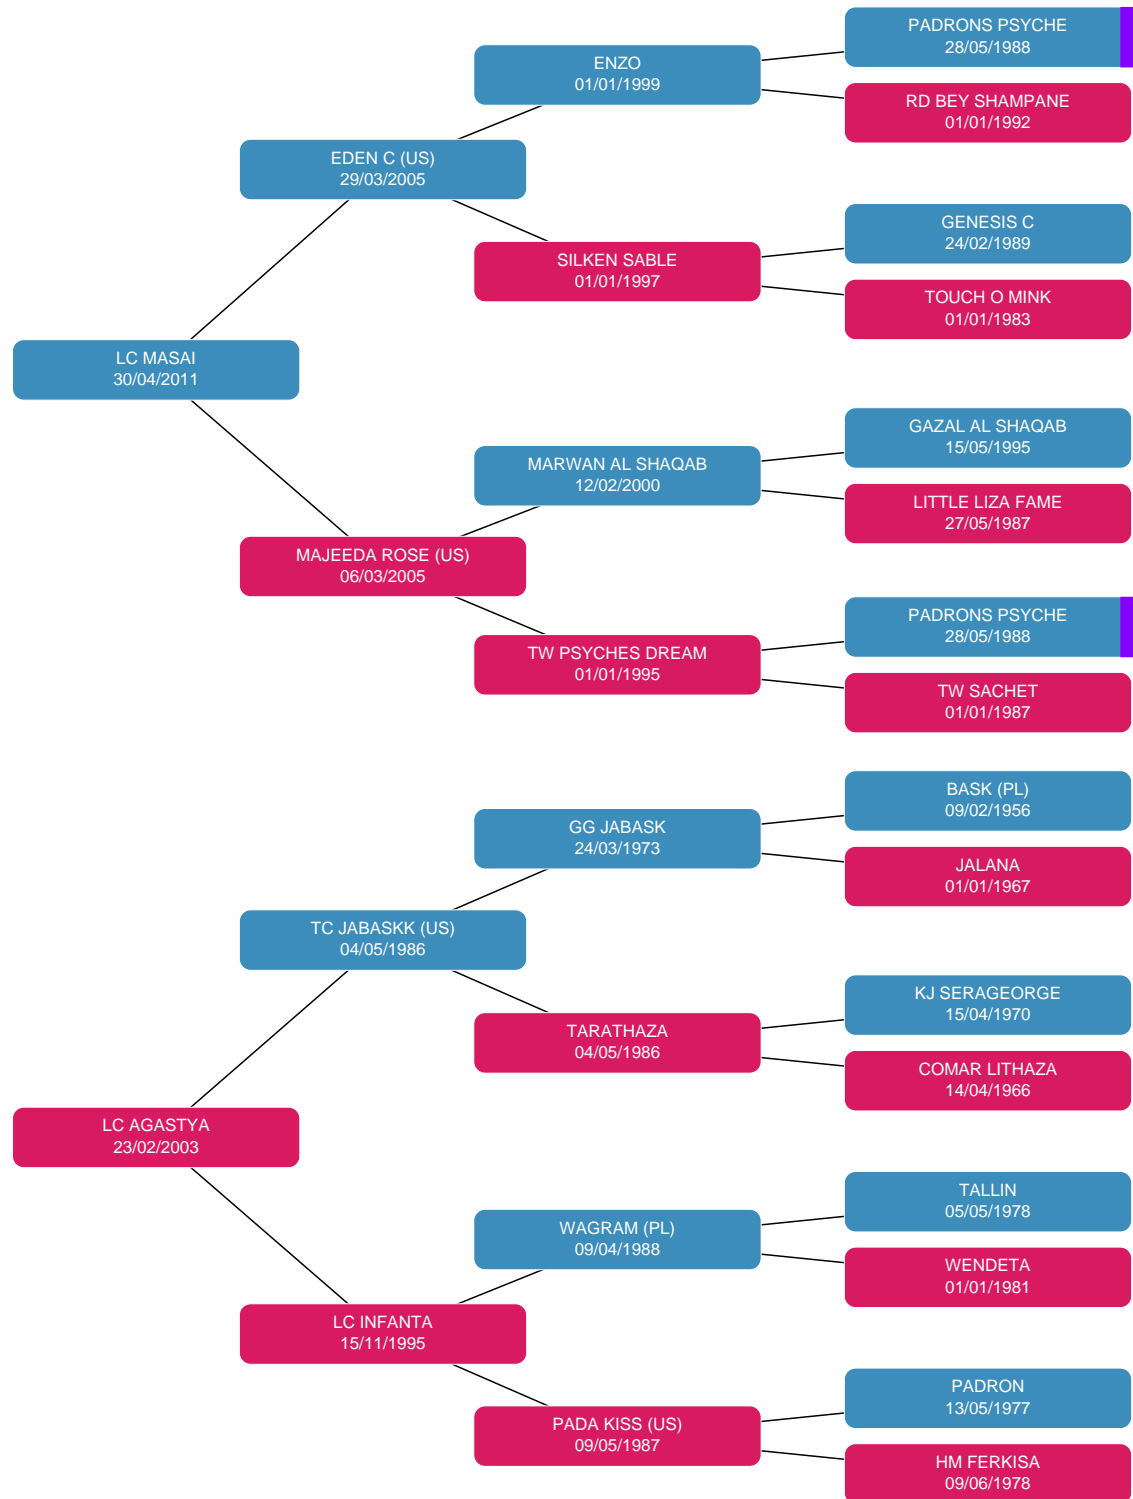 PADRONS PSYCHE
28/05/1988
ENZO
01/01/1999
RD BEY SHAMPANE
01/01/1992
EDEN C (US)
29/03/2005
GENESIS C
24/02/1989
SILKEN SABLE
01/01/1997
TOUCH O MINK
01/01/1983
LC MASAI
30/04/2011
GAZAL AL SHAQAB
15/05/1995
MARWAN AL SHAQAB
12/02/2000
LITTLE LIZA FAME
27/05/1987
MAJEEDA ROSE (US)
06/03/2005
PADRONS PSYCHE
28/05/1988
TW PSYCHES DREAM
01/01/1995
TW SACHET
01/01/1987
BASK (PL)
09/02/1956
GG JABASK
24/03/1973
JALANA
01/01/1967
TC JABASKK (US)
04/05/1986
KJ SERAGEORGE
15/04/1970
TARATHAZA
04/05/1986
COMAR LITHAZA
14/04/1966
LC AGASTYA
23/02/2003
TALLIN
05/05/1978
WAGRAM (PL)
09/04/1988
WENDETA
01/01/1981
LC INFANTA
15/11/1995
PADRON
13/05/1977
PADA KISS (US)
09/05/1987
HM FERKISA
09/06/1978